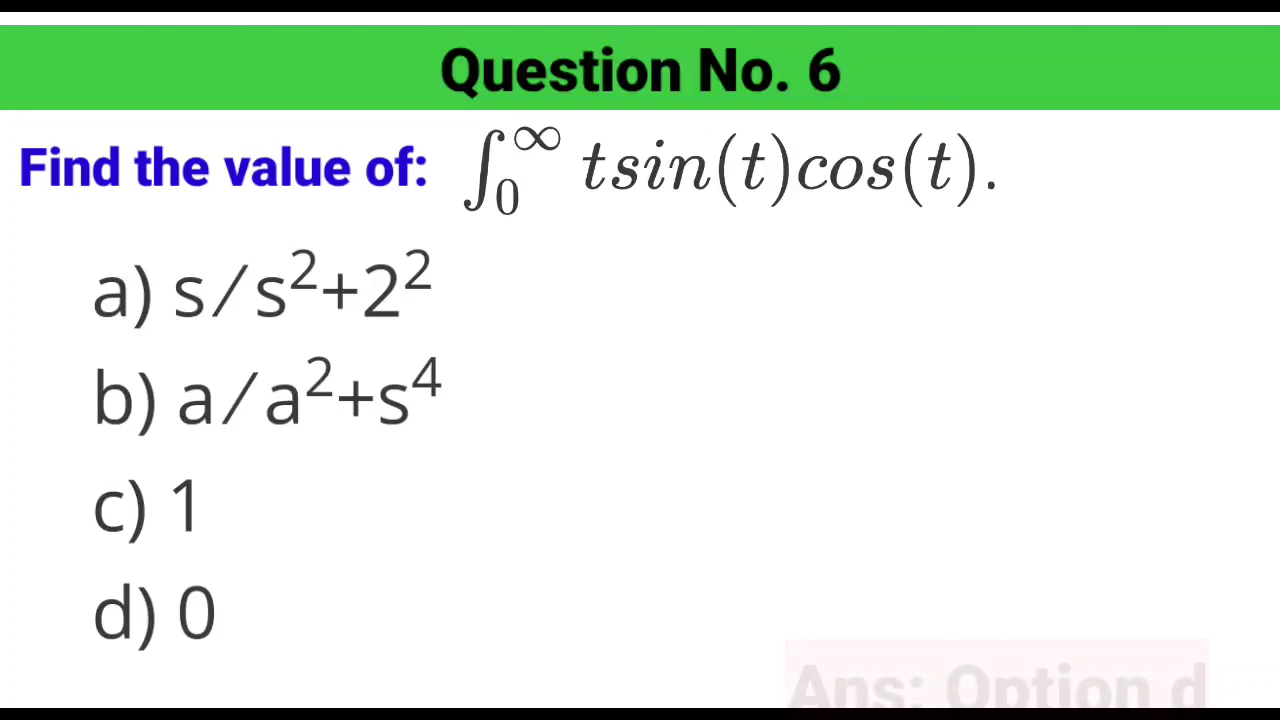 Question No. 6
Find the value of: ∫₀^∞ tsin(t)cos(t).
a) s/s²+2²
b) a/a²+s⁴
c) 1
d) 0
Ans: Option d